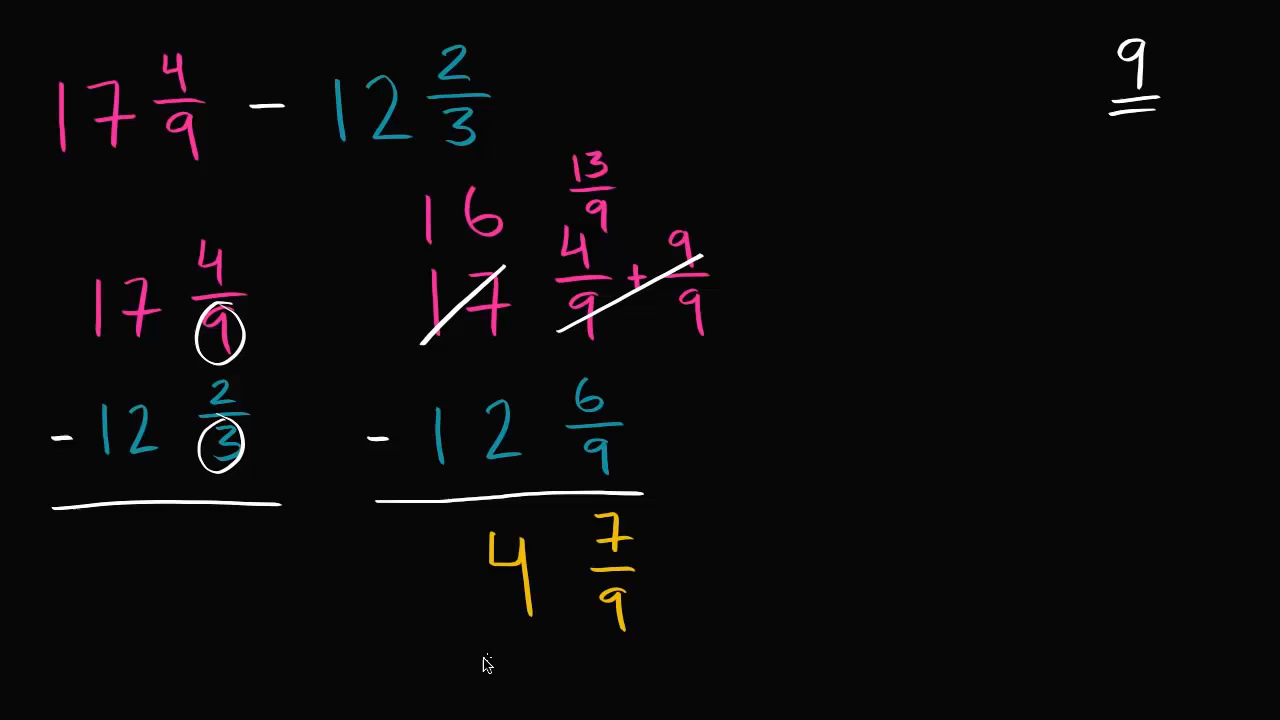 17 4/9 - 12 2/3
9
16 13/9
17 4/9 17 4/9 + 9/9
- 12 2/3 - 12 6/9
4 7/9